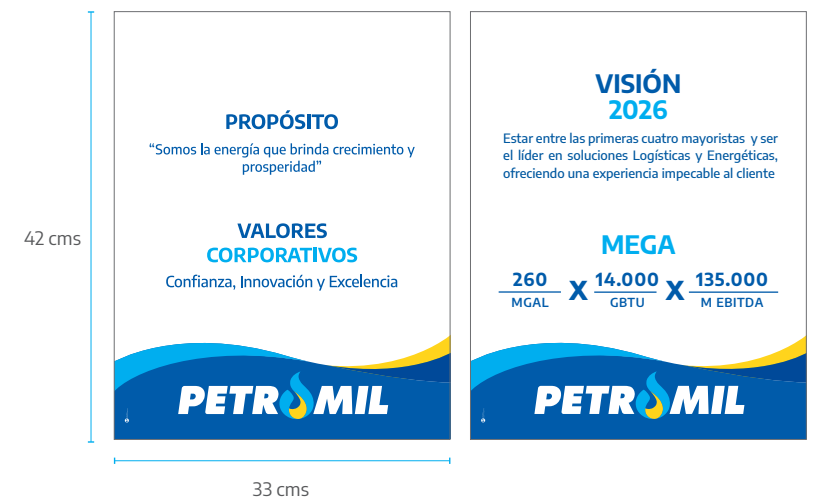 42 cms
33 cms
PROPÓSITO
“Somos la energía que brinda crecimiento y
prosperidad”
VALORES
CORPORATIVOS
Confianza, Innovación y Excelencia
PETROMIL
VISIÓN
2026
Estar entre las primeras cuatro mayoristas y ser
el líder en soluciones Logísticas y Energéticas,
ofreciendo una experiencia impecable al cliente
MEGA
260 X 14.000 X 135.000
MGAL GBTU M EBITDA
PETROMIL